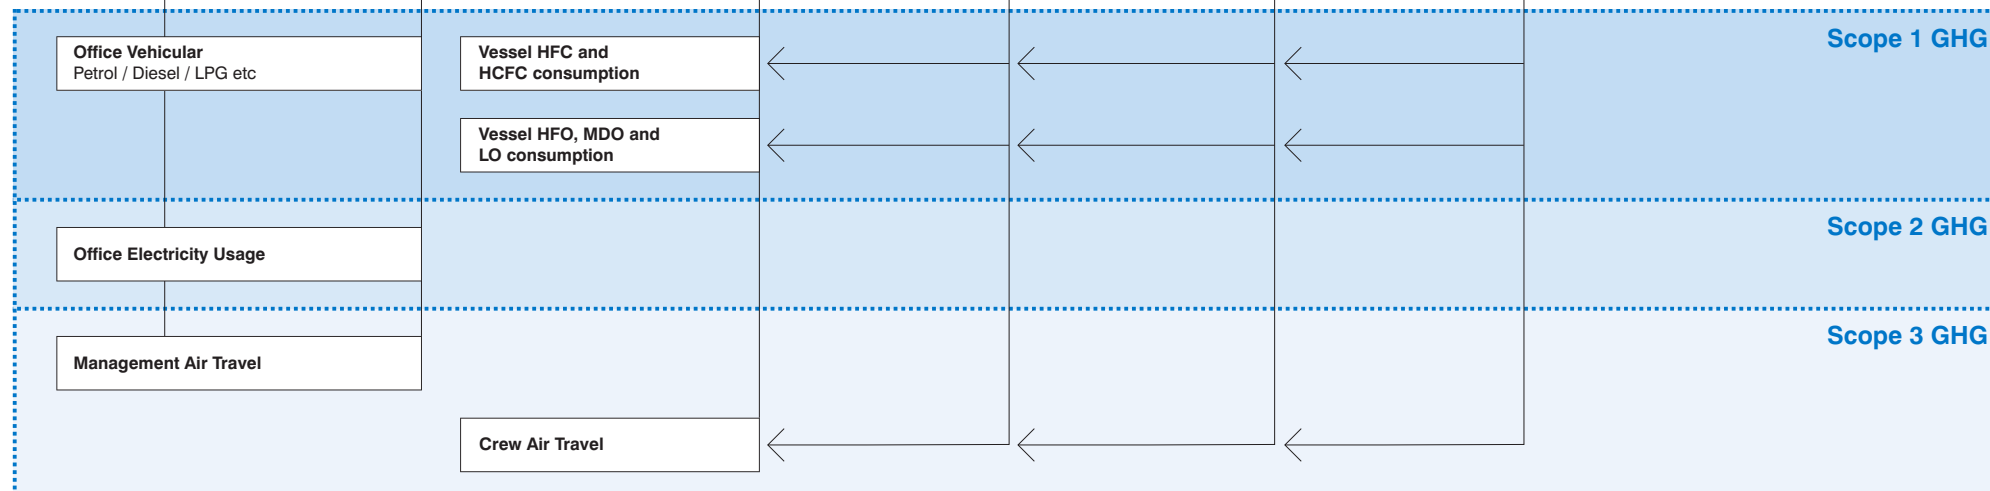 Scope 1 GHG
Office Vehicular
Petrol / Diesel / LPG etc
Vessel HFC and
HCFC consumption
Vessel HFO, MDO and
LO consumption
Scope 2 GHG
Office Electricity Usage
Scope 3 GHG
Management Air Travel
Crew Air Travel